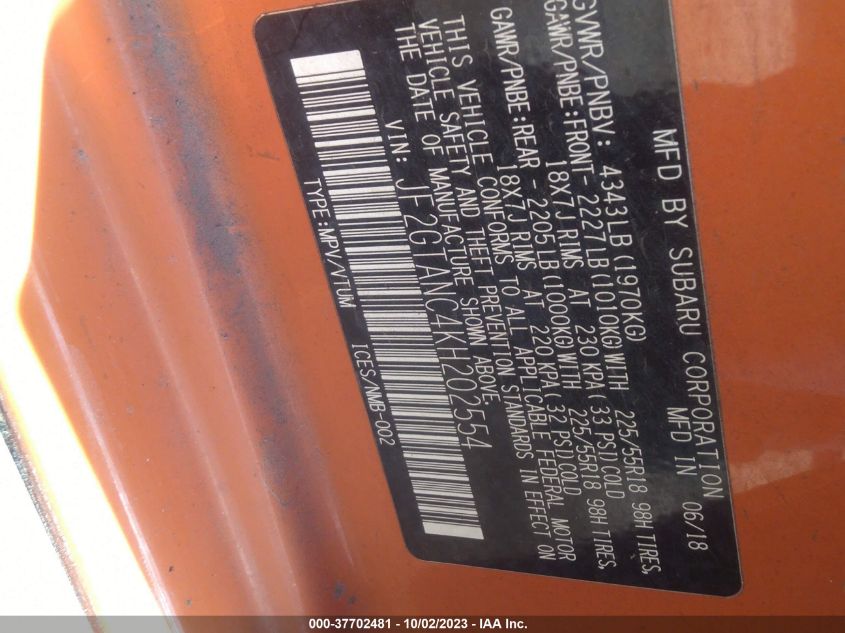 MFD BY SUBARU CORPORATION
MFD IN 06/18
GVWR/PNBV: 4343LB(1970KG)
GAWR/PNBE:FRONT-2227LB(1010KG)WITH 225/55R18 98H TIRES,
18X7J RIMS AT 230 KPA( 33 PSI)COLD
GAWR/PNBE:REAR -2205LB(1000KG)WITH 225/55R18 98H TIRES,
18X7J RIMS AT 220 KPA( 32 PSI)COLD
THIS VEHICLE CONFORMS TO ALL APPLICABLE FEDERAL MOTOR
VEHICLE SAFETY AND THEFT PREVENTION STANDARDS IN EFFECT ON
THE DATE OF MANUFACTURE SHOWN ABOVE.
VIN: JF2GTANC4KH202554
TYPE:MPV/VTUM ICES/NMB-002
000-37702481 - 10/02/2023 - IAA Inc.